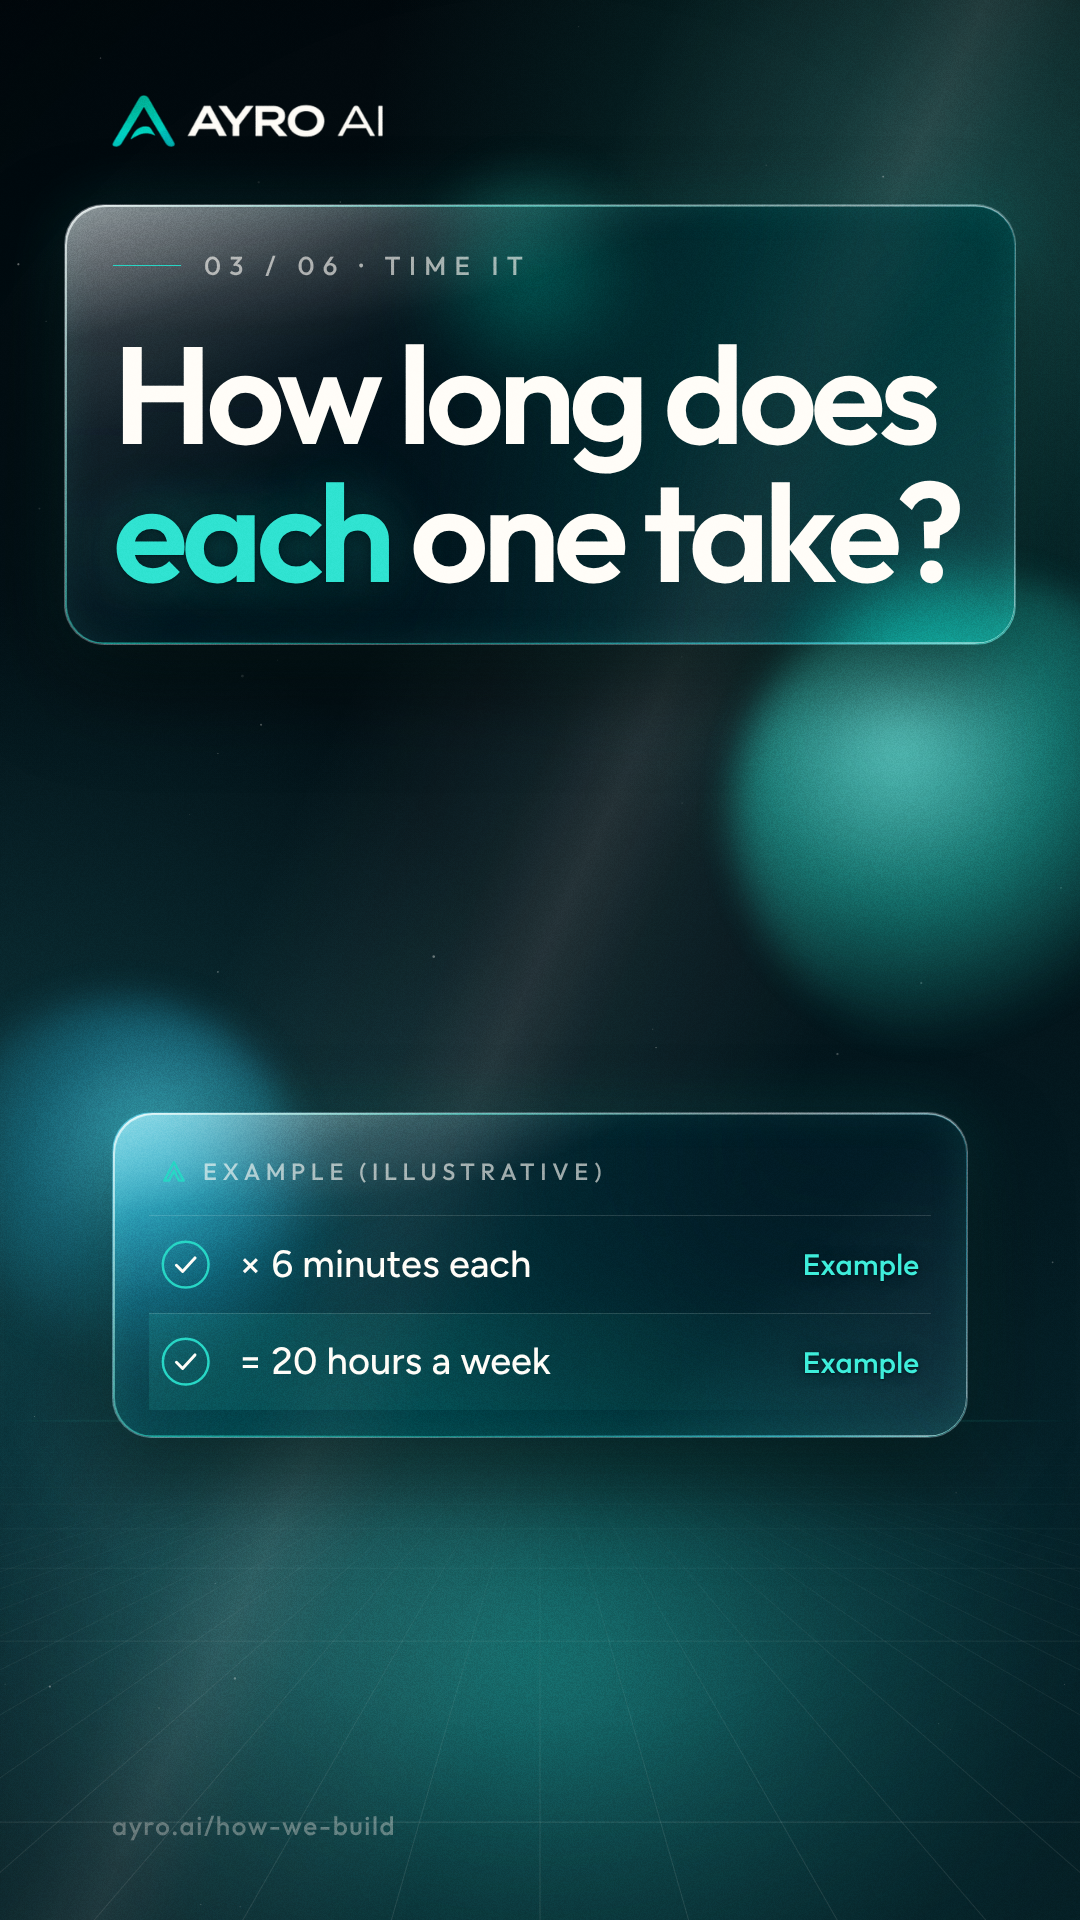 AYRO AI
03 / 06 · TIME IT
How long does
each one take?
EXAMPLE (ILLUSTRATIVE)
× 6 minutes each Example
= 20 hours a week Example
ayro.ai/how-we-build